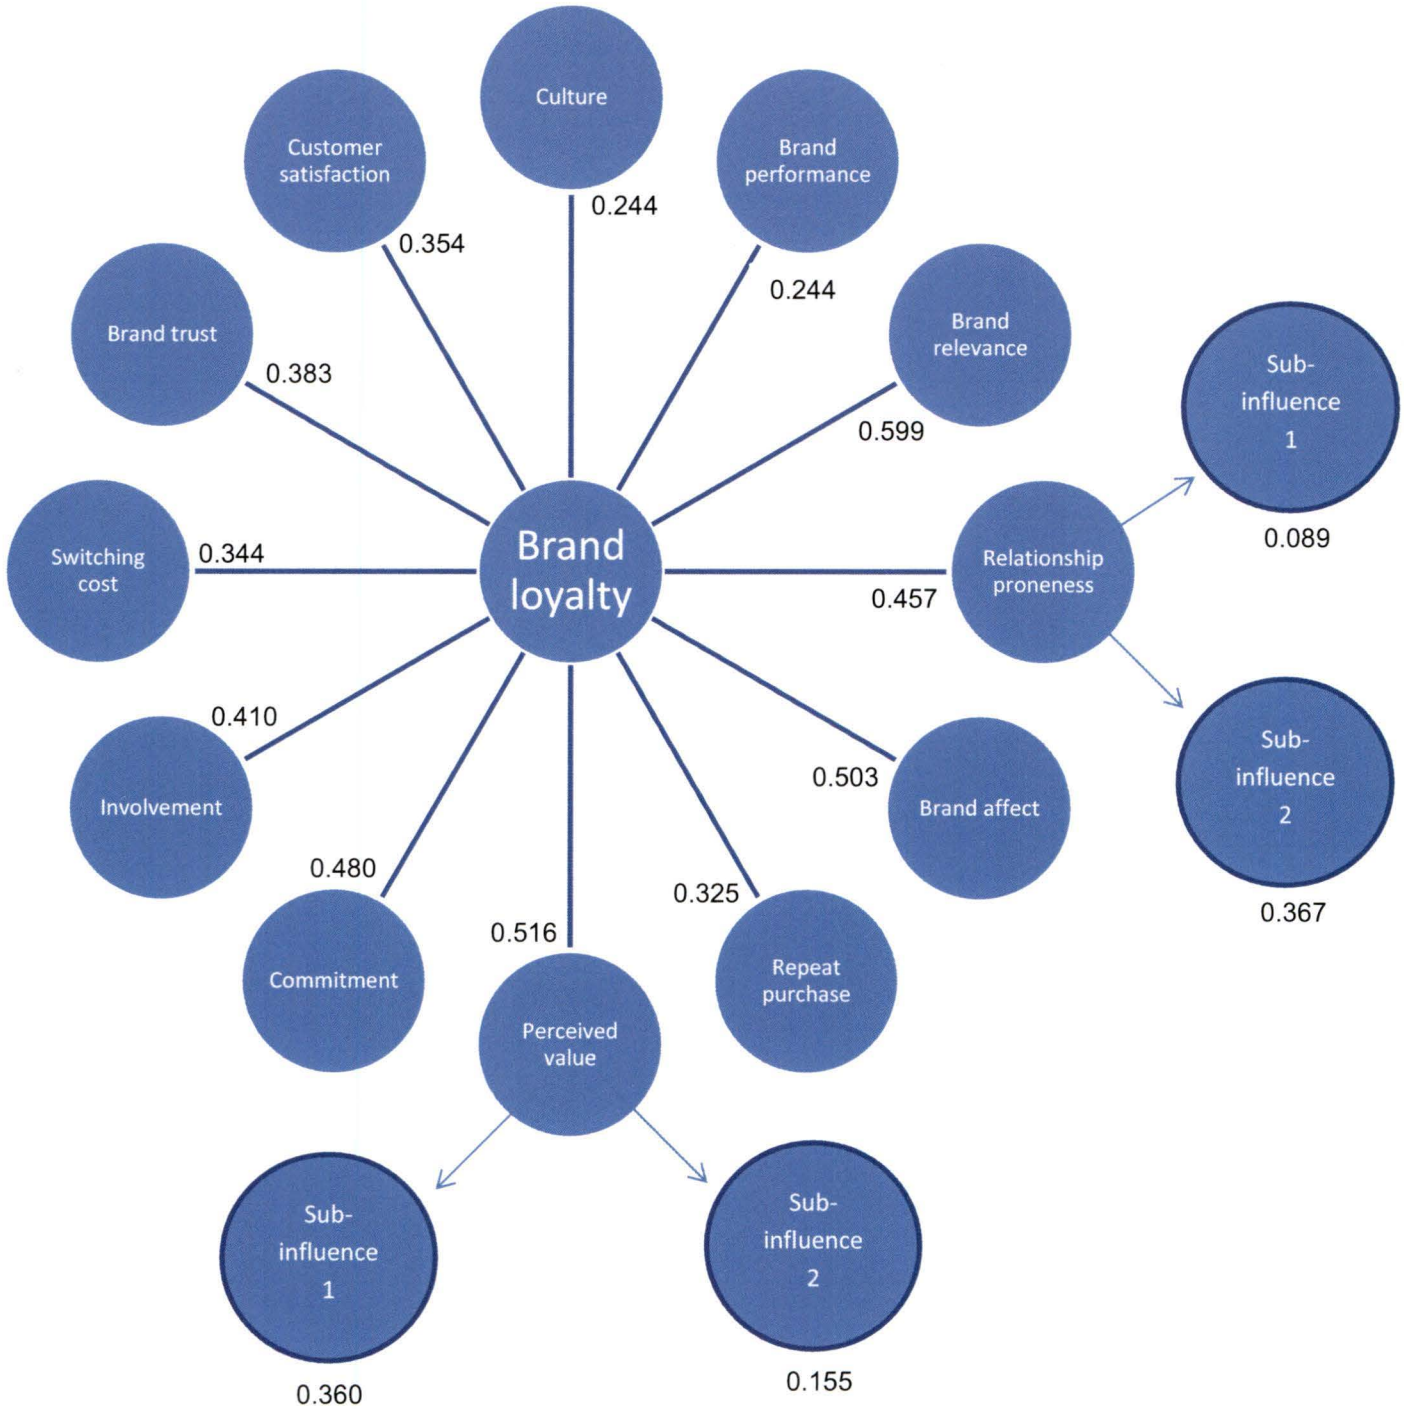 Culture
0.244
Customer
satisfaction
0.354
Brand
performance
0.244
Brand trust
0.383
Brand
relevance
0.599
Sub-
influence
1
0.089
Switching
cost
0.344
Brand
loyalty
Relationship
proneness
0.457
Sub-
influence
2
0.367
Involvement
0.410
Brand affect
0.503
Commitment
0.480
Perceived
value
0.516
Repeat
purchase
0.325
Sub-
influence
1
0.360
Sub-
influence
2
0.155